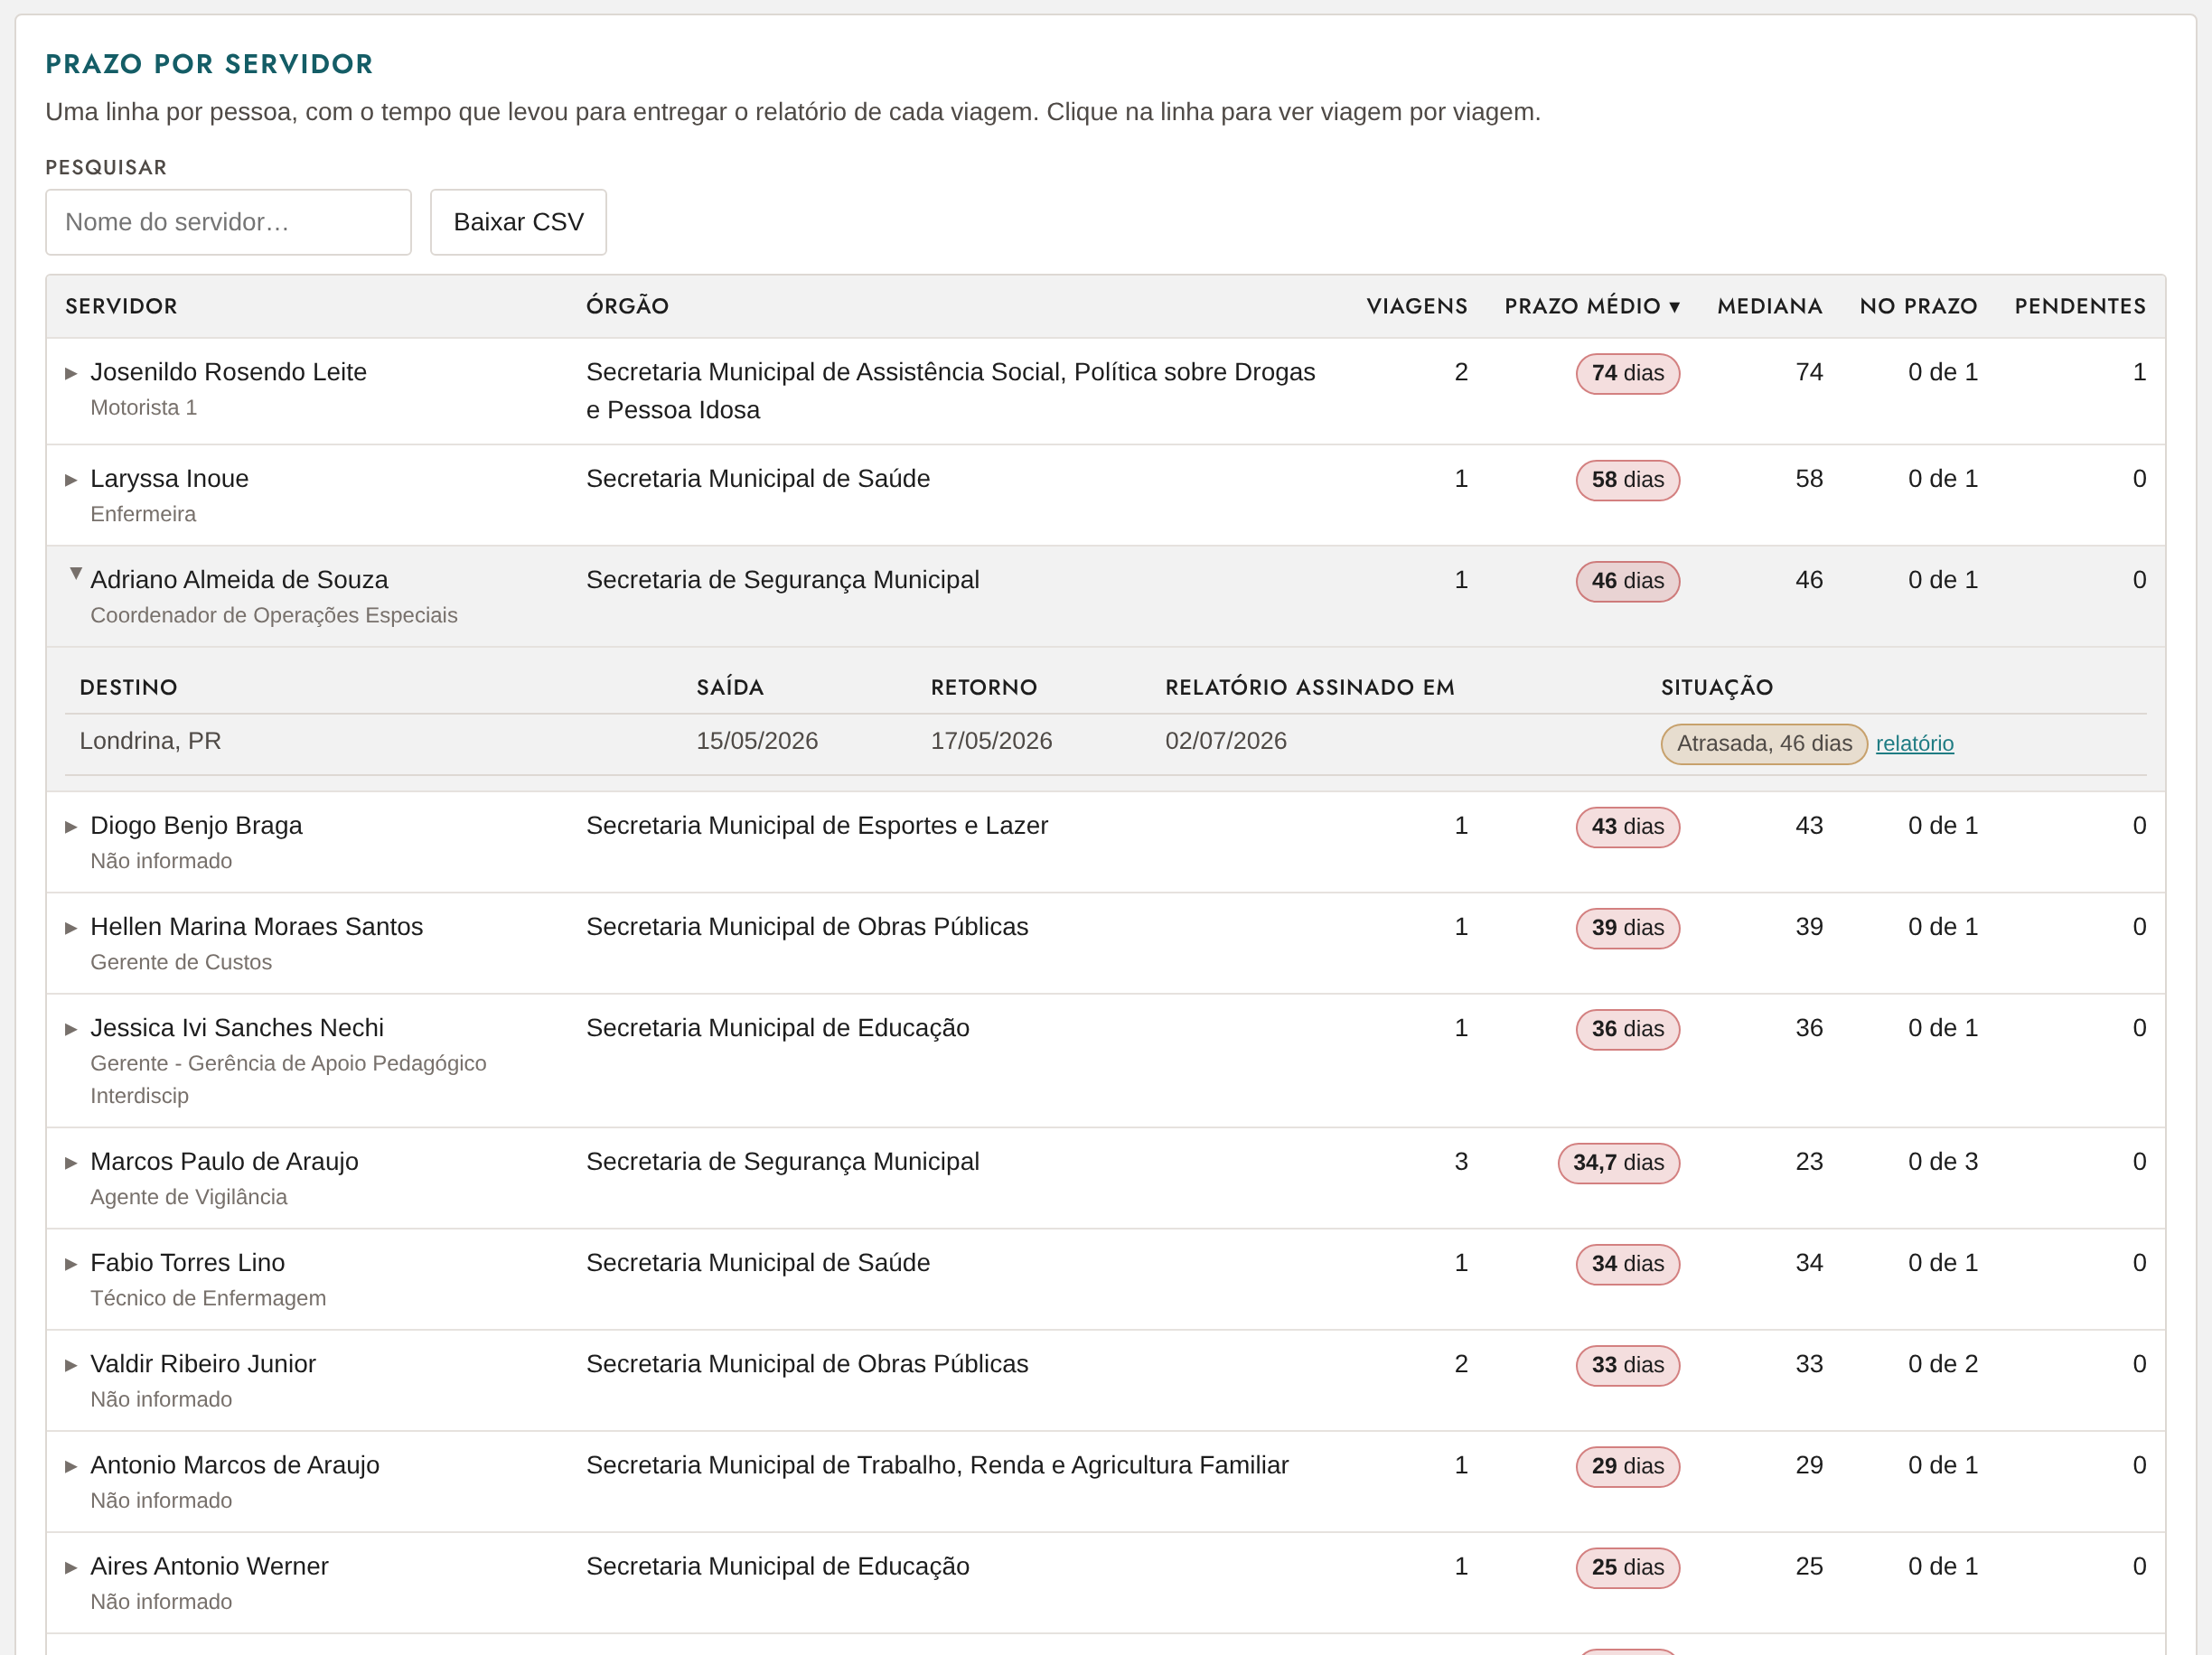 PRAZO POR SERVIDOR
Uma linha por pessoa, com o tempo que levou para entregar o relatório de cada viagem. Clique na linha para ver viagem por viagem.
PESQUISAR
Nome do servidor… Baixar CSV
SERVIDOR ÓRGÃO VIAGENS PRAZO MÉDIO ▼ MEDIANA NO PRAZO PENDENTES
▶ Josenildo Rosendo Leite Secretaria Municipal de Assistência Social, Política sobre Drogas 2 74 dias 74 0 de 1 1
Motorista 1 e Pessoa Idosa
▶ Laryssa Inoue Secretaria Municipal de Saúde 1 58 dias 58 0 de 1 0
Enfermeira
▼ Adriano Almeida de Souza Secretaria de Segurança Municipal 1 46 dias 46 0 de 1 0
Coordenador de Operações Especiais
DESTINO SAÍDA RETORNO RELATÓRIO ASSINADO EM SITUAÇÃO
Londrina, PR 15/05/2026 17/05/2026 02/07/2026 Atrasada, 46 dias relatório
▶ Diogo Benjo Braga Secretaria Municipal de Esportes e Lazer 1 43 dias 43 0 de 1 0
Não informado
▶ Hellen Marina Moraes Santos Secretaria Municipal de Obras Públicas 1 39 dias 39 0 de 1 0
Gerente de Custos
▶ Jessica Ivi Sanches Nechi Secretaria Municipal de Educação 1 36 dias 36 0 de 1 0
Gerente - Gerência de Apoio Pedagógico
Interdiscip
▶ Marcos Paulo de Araujo Secretaria de Segurança Municipal 3 34,7 dias 23 0 de 3 0
Agente de Vigilância
▶ Fabio Torres Lino Secretaria Municipal de Saúde 1 34 dias 34 0 de 1 0
Técnico de Enfermagem
▶ Valdir Ribeiro Junior Secretaria Municipal de Obras Públicas 2 33 dias 33 0 de 2 0
Não informado
▶ Antonio Marcos de Araujo Secretaria Municipal de Trabalho, Renda e Agricultura Familiar 1 29 dias 29 0 de 1 0
Não informado
▶ Aires Antonio Werner Secretaria Municipal de Educação 1 25 dias 25 0 de 1 0
Não informado